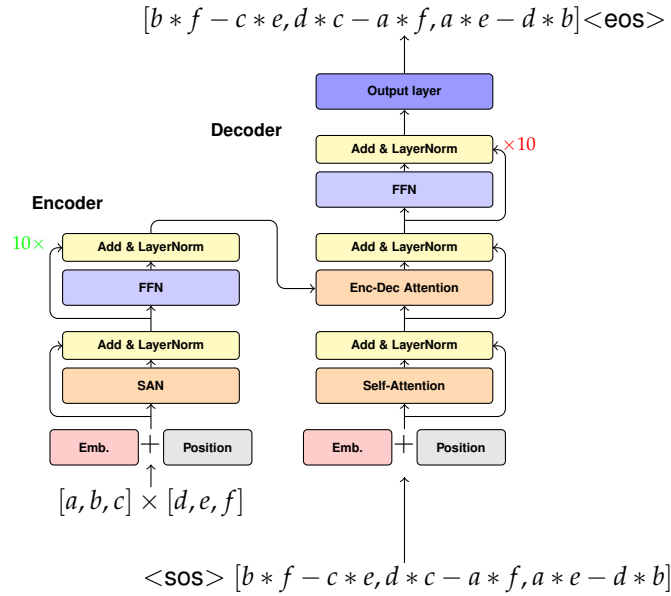 [b ∗ f − c ∗ e, d ∗ c − a ∗ f, a ∗ e − d ∗ b]<eos>
Output layer
Decoder
Add & LayerNorm
×10
FFN
Encoder
10×
Add & LayerNorm
Add & LayerNorm
FFN
Enc-Dec Attention
Add & LayerNorm
Add & LayerNorm
SAN
Self-Attention
Emb.
+
Position
Emb.
+
Position
[a, b, c] × [d, e, f]
<sos> [b ∗ f − c ∗ e, d ∗ c − a ∗ f, a ∗ e − d ∗ b]